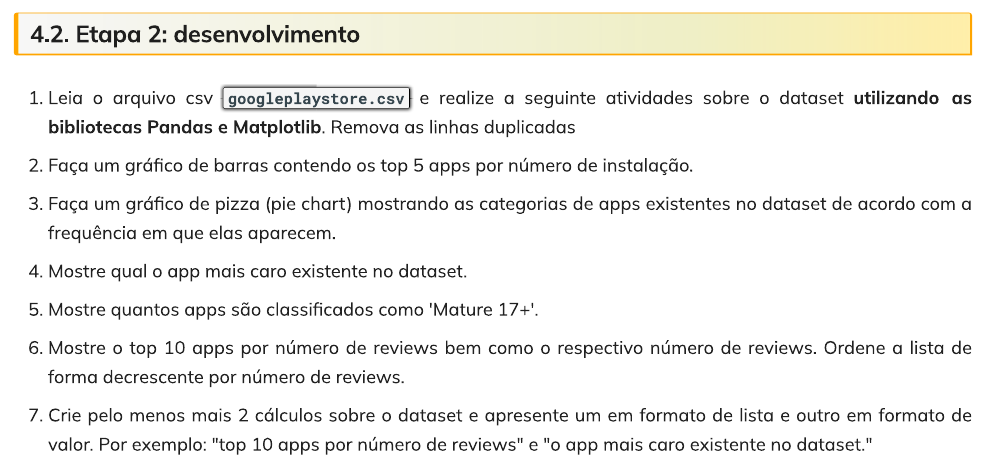 4.2. Etapa 2: desenvolvimento
1. Leia o arquivo csv googleplaystore.csv e realize a seguinte atividades sobre o dataset utilizando as
bibliotecas Pandas e Matplotlib. Remova as linhas duplicadas
2. Faça um gráfico de barras contendo os top 5 apps por número de instalação.
3. Faça um gráfico de pizza (pie chart) mostrando as categorias de apps existentes no dataset de acordo com a
frequência em que elas aparecem.
4. Mostre qual o app mais caro existente no dataset.
5. Mostre quantos apps são classificados como 'Mature 17+'.
6. Mostre o top 10 apps por número de reviews bem como o respectivo número de reviews. Ordene a lista de
forma decrescente por número de reviews.
7. Crie pelo menos mais 2 cálculos sobre o dataset e apresente um em formato de lista e outro em formato de
valor. Por exemplo: "top 10 apps por número de reviews" e "o app mais caro existente no dataset."